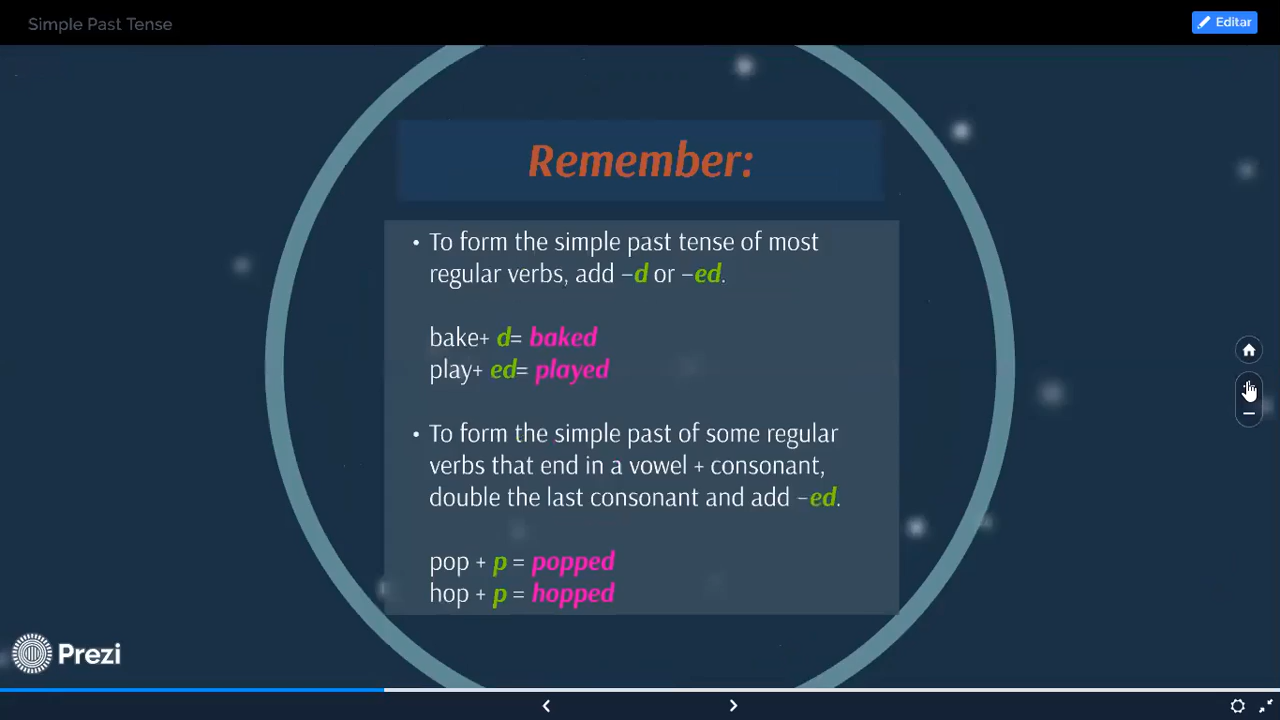 Simple Past Tense
Editar
Remember:
• To form the simple past tense of most
regular verbs, add –d or –ed.
bake+ d= baked
play+ ed= played
• To form the simple past of some regular
verbs that end in a vowel + consonant,
double the last consonant and add –ed.
pop + p = popped
hop + p = hopped
Prezi